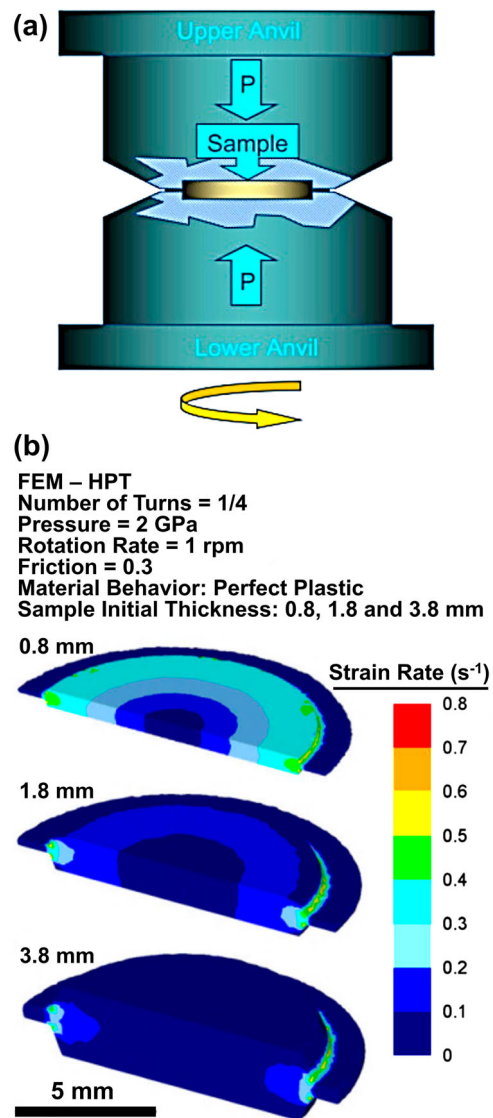 (a)
Upper Anvil
P
Sample
P
Lower Anvil
(b)
FEM – HPT
Number of Turns = 1/4
Pressure = 2 GPa
Rotation Rate = 1 rpm
Friction = 0.3
Material Behavior: Perfect Plastic
Sample Initial Thickness: 0.8, 1.8 and 3.8 mm
0.8 mm
Strain Rate (s⁻¹)
0.8
0.7
0.6
0.5
0.4
0.3
0.2
0.1
0
1.8 mm
3.8 mm
5 mm